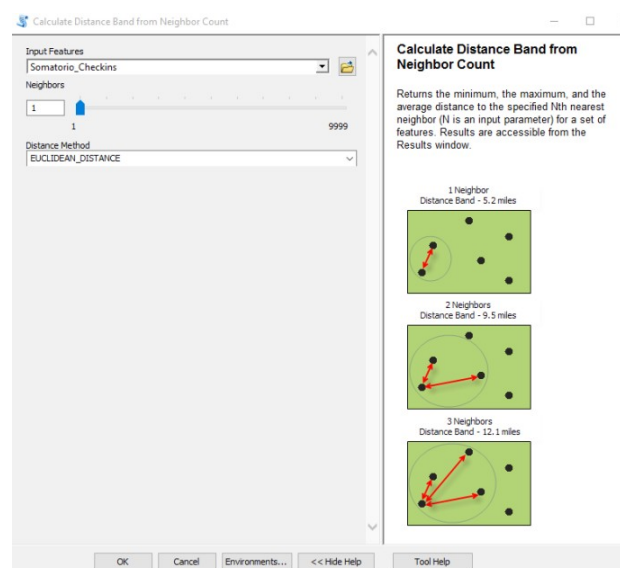 Calculate Distance Band from Neighbor Count
Input Features
Somatorio_Checkins
Neighbors
1
1 9999
Distance Method
EUCLIDEAN_DISTANCE
Calculate Distance Band from
Neighbor Count
Returns the minimum, the maximum, and the
average distance to the specified Nth nearest
neighbor (N is an input parameter) for a set of
features. Results are accessible from the
Results window.
1 Neighbor
Distance Band - 5.2 miles
2 Neighbors
Distance Band - 9.5 miles
3 Neighbors
Distance Band - 12.1 miles
OK Cancel Environments... << Hide Help Tool Help